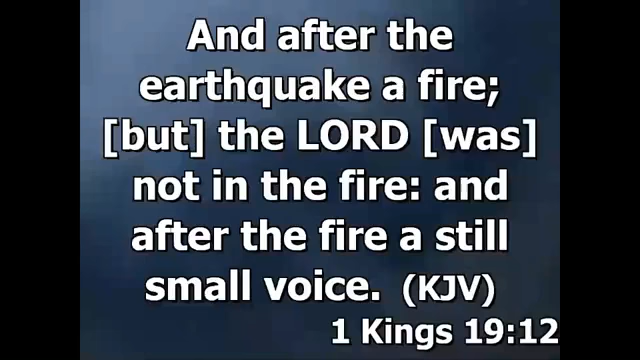 And after the
earthquake a fire;
[but] the LORD [was]
not in the fire: and
after the fire a still
small voice. (KJV)
1 Kings 19:12